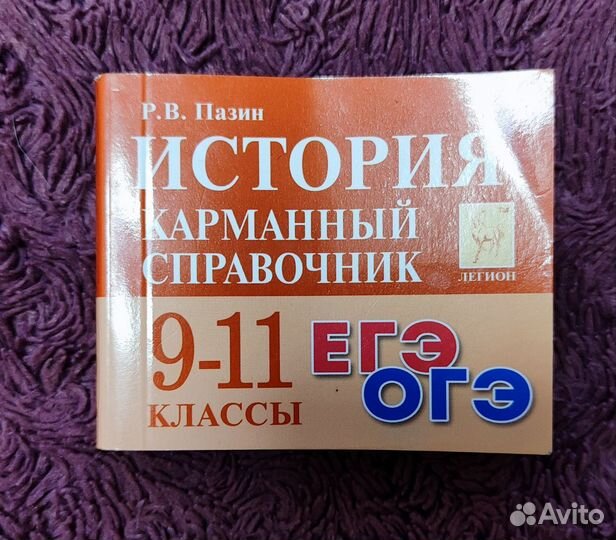 Р.В. Пазин
ИСТОРИЯ
КАРМАННЫЙ
СПРАВОЧНИК
ЛЕГИОН
9-11
КЛАССЫ
ЕГЭ
ОГЭ
Avito